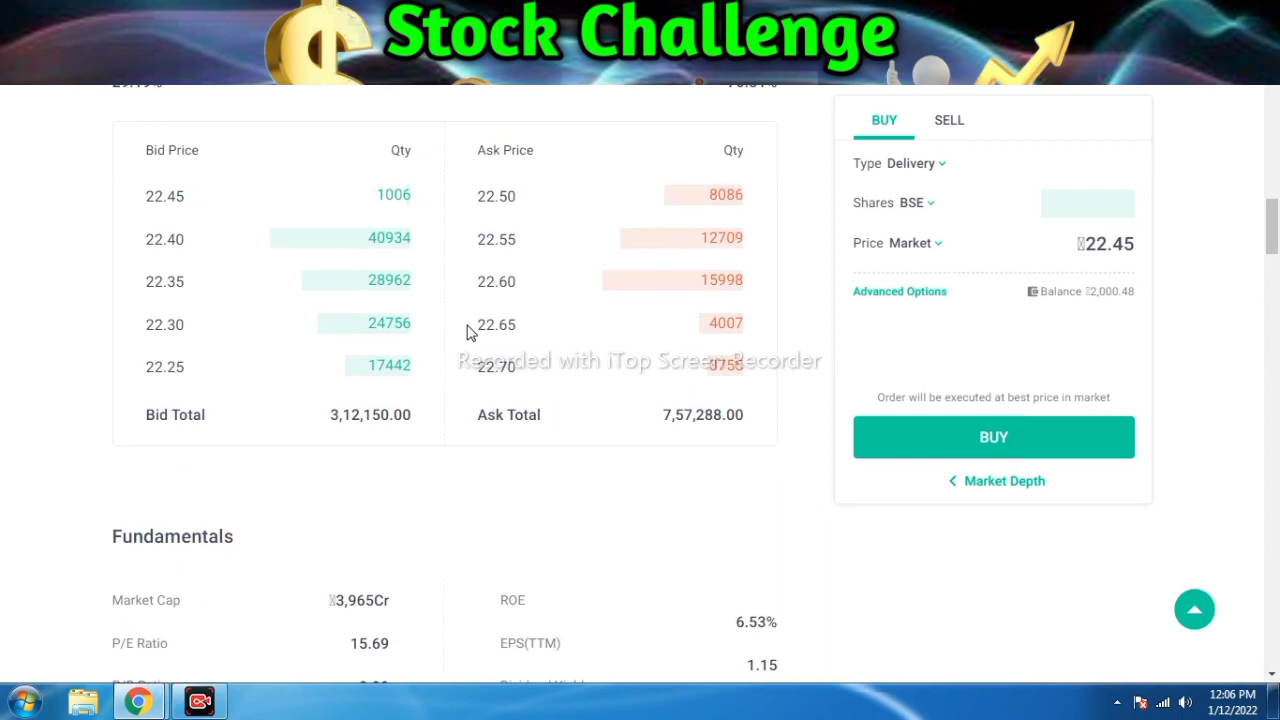 Stock Challenge
BUY SELL
Bid Price Qty Ask Price Qty
Type Delivery
22.45 1006 22.50 8086
Shares BSE
22.40 40934 22.55 12709
Price Market 22.45
22.35 28962 22.60 15998
Advanced Options Balance 2,000.48
22.30 24756 22.65 4007
Recorded with iTop Screen Recorder
22.25 17442 22.70
Order will be executed at best price in market
Bid Total 3,12,150.00 Ask Total 7,57,288.00
BUY
Market Depth
Fundamentals
Market Cap 3,965Cr ROE
6.53%
P/E Ratio 15.69 EPS(TTM)
1.15
12:06 PM
1/12/2022